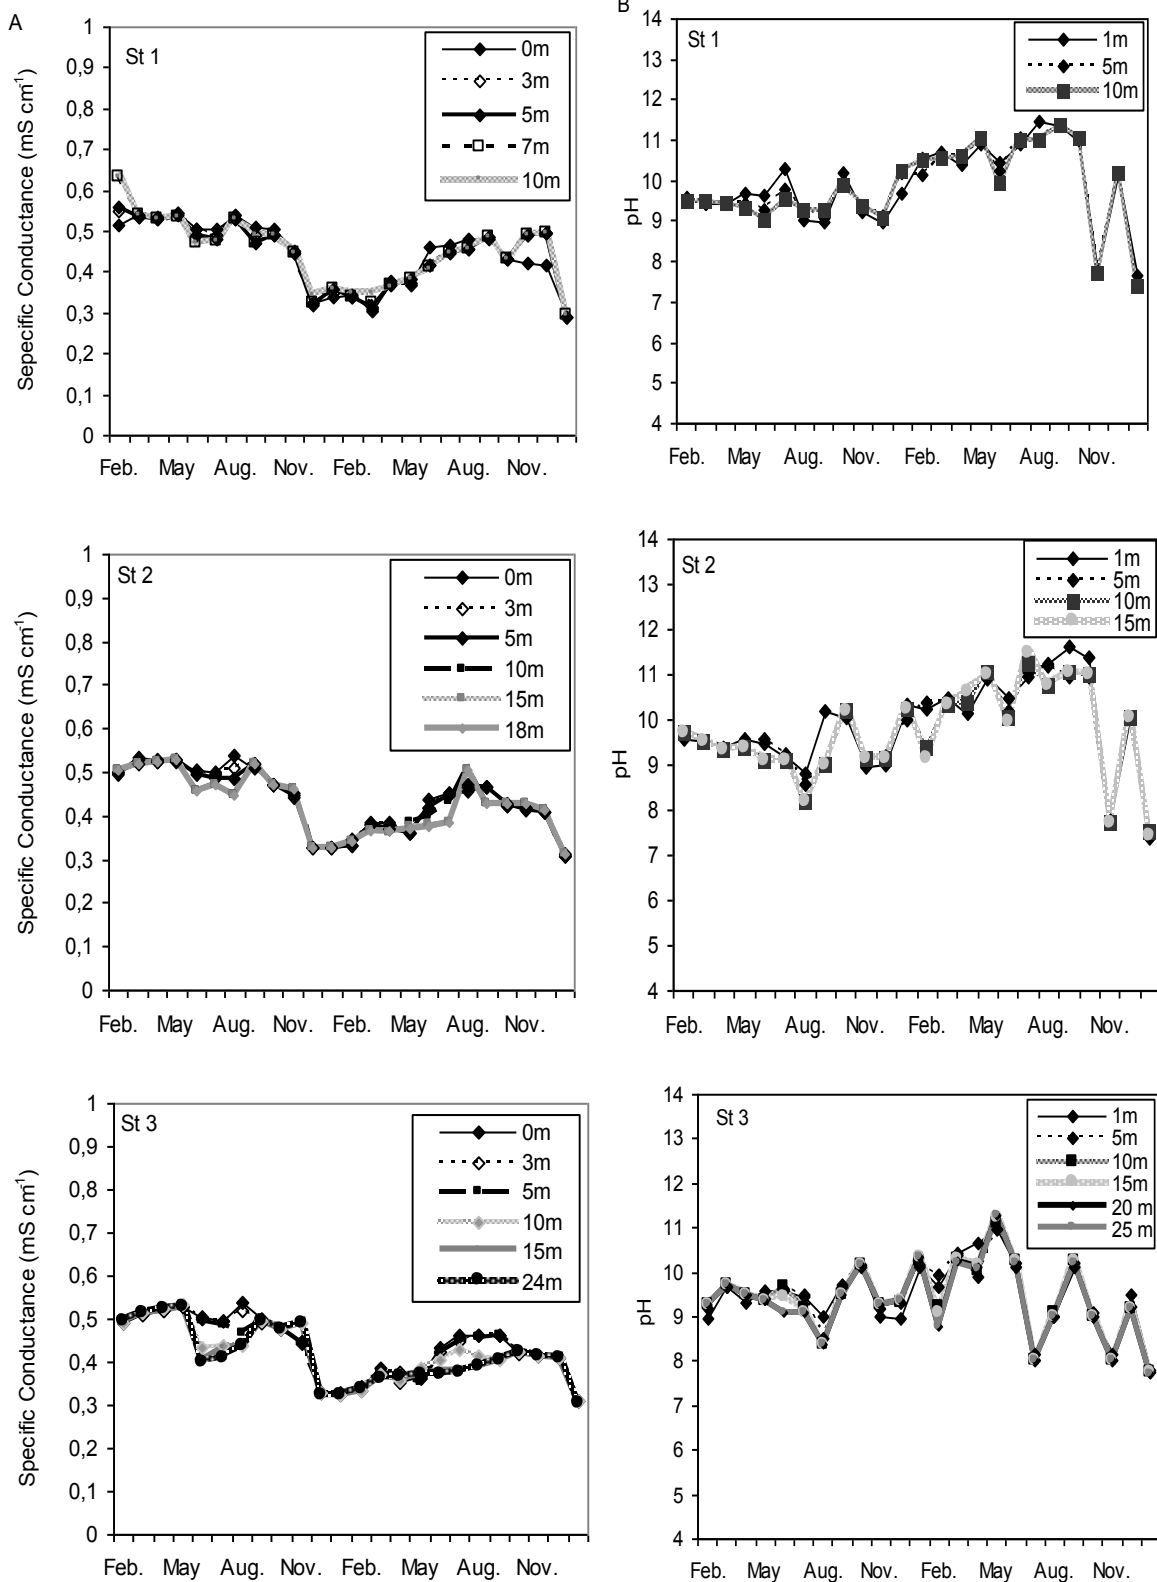 A
Sepecific Conductance (mS cm-1)
1
0,9
0,8
0,7
0,6
0,5
0,4
0,3
0,2
0,1
0
St 1
0m
3m
5m
7m
10m
Feb. May Aug. Nov. Feb. May Aug. Nov.
B
pH
14
13
12
11
10
9
8
7
6
5
4
St 1
1m
5m
10m
Feb. May Aug. Nov. Feb. May Aug. Nov.
Specific Conductance (mS cm-1)
1
0,9
0,8
0,7
0,6
0,5
0,4
0,3
0,2
0,1
0
St 2
0m
3m
5m
10m
15m
18m
Feb. May Aug. Nov. Feb. May Aug. Nov.
pH
14
13
12
11
10
9
8
7
6
5
4
St 2
1m
5m
10m
15m
Feb. May Aug. Nov. Feb. May Aug. Nov.
Specific Conductance (mS cm-1)
1
0,9
0,8
0,7
0,6
0,5
0,4
0,3
0,2
0,1
0
St 3
0m
3m
5m
10m
15m
24m
Feb. May Aug. Nov. Feb. May Aug. Nov.
pH
14
13
12
11
10
9
8
7
6
5
4
St 3
1m
5m
10m
15m
20 m
25 m
Feb. May Aug. Nov. Feb. May Aug. Nov.